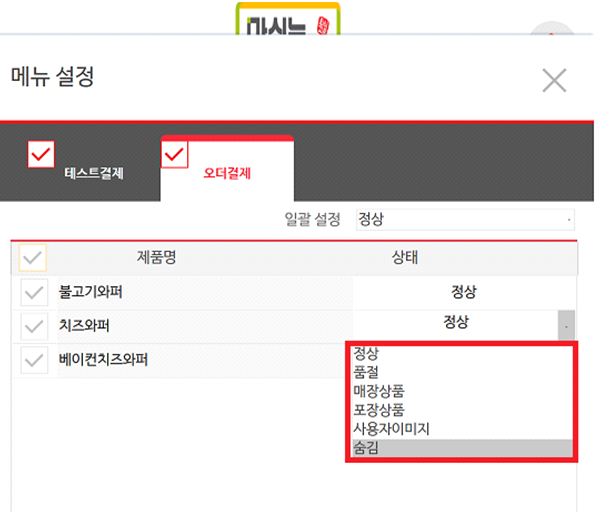 메뉴 설정
테스트결제
오더결제
일괄 설정 정상
제품명 상태
불고기와퍼 정상
치즈와퍼 정상
베이컨치즈와퍼
정상
품절
매장상품
포장상품
사용자이미지
숨김